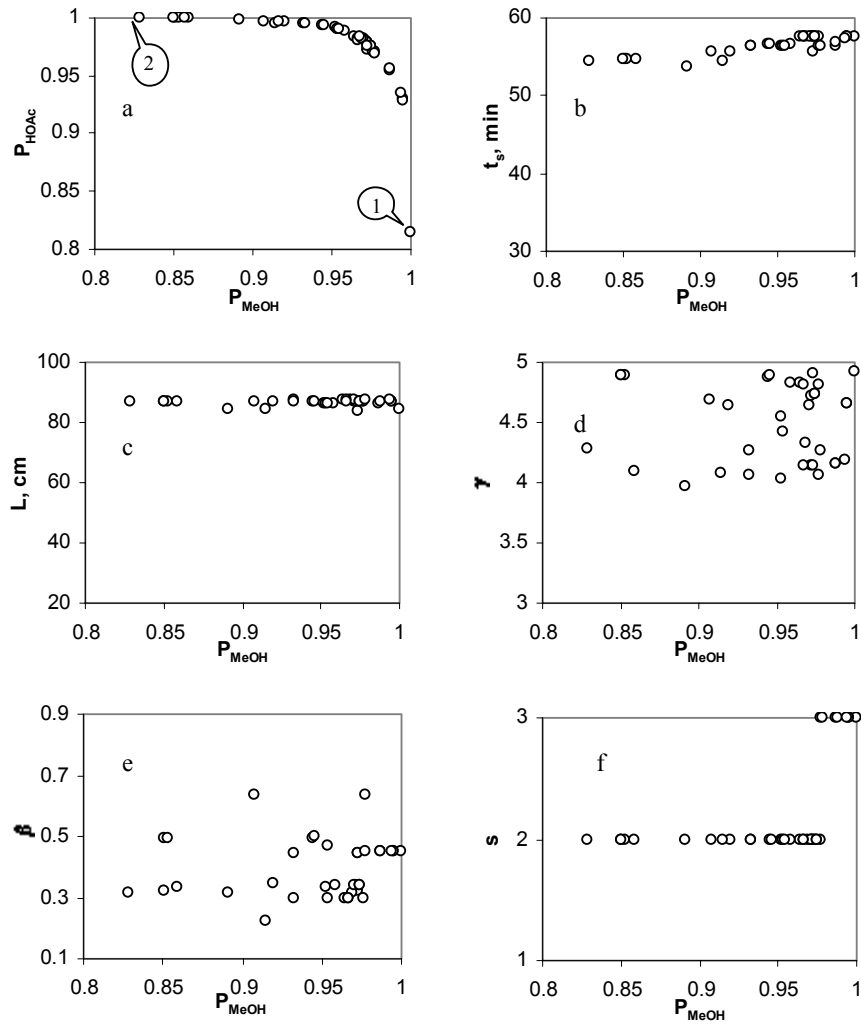 1
0.95
0.9
0.85
0.8
P_HOAc
a
2
1
0.8 0.85 0.9 0.95 1
P_MeOH
60
50
40
30
t_s, min
b
0.8 0.85 0.9 0.95 1
P_MeOH
100
80
60
40
20
L, cm
c
0.8 0.85 0.9 0.95 1
P_MeOH
5
4.5
4
3.5
3
γ
d
0.8 0.85 0.9 0.95 1
P_MeOH
0.9
0.7
0.5
0.3
0.1
β
e
0.8 0.85 0.9 0.95 1
P_MeOH
3
2
1
s
f
0.8 0.85 0.9 0.95 1
P_MeOH